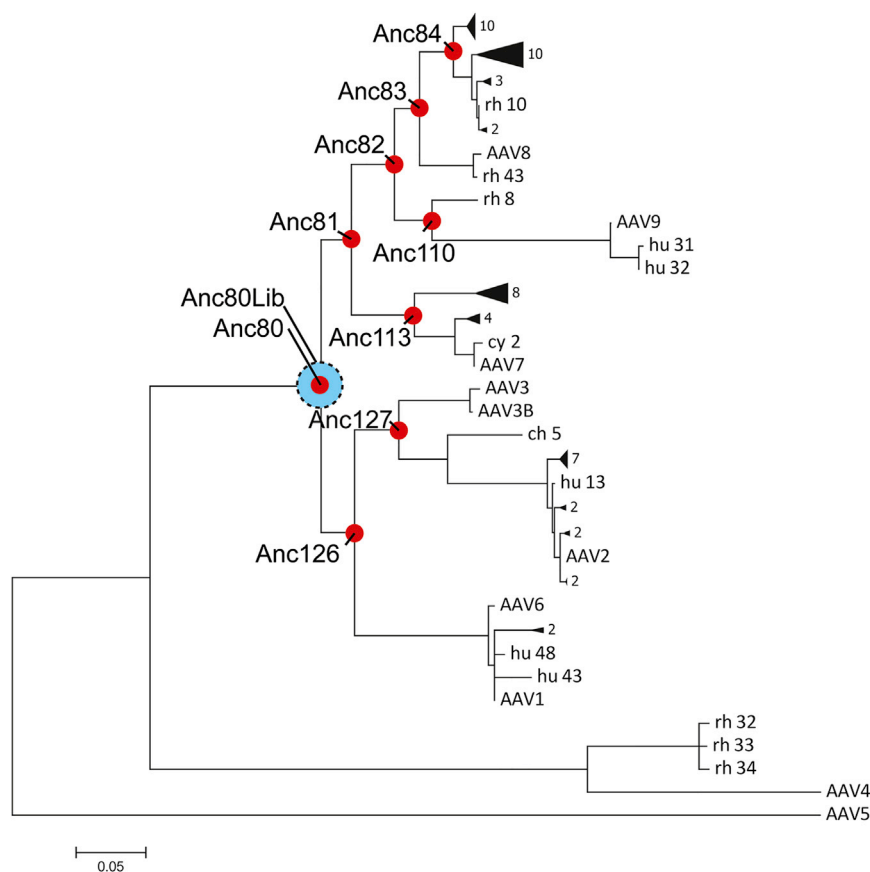 10
Anc84
10
3
Anc83
rh 10
2
Anc82
AAV8
rh 43
rh 8
Anc81
AAV9
hu 31
Anc110
hu 32
8
Anc80Lib
4
Anc80
Anc113
cy 2
AAV7
AAV3
AAV3B
Anc127
ch 5
7
hu 13
2
2
Anc126
AAV2
2
AAV6
2
hu 48
hu 43
AAV1
rh 32
rh 33
rh 34
AAV4
AAV5
0.05